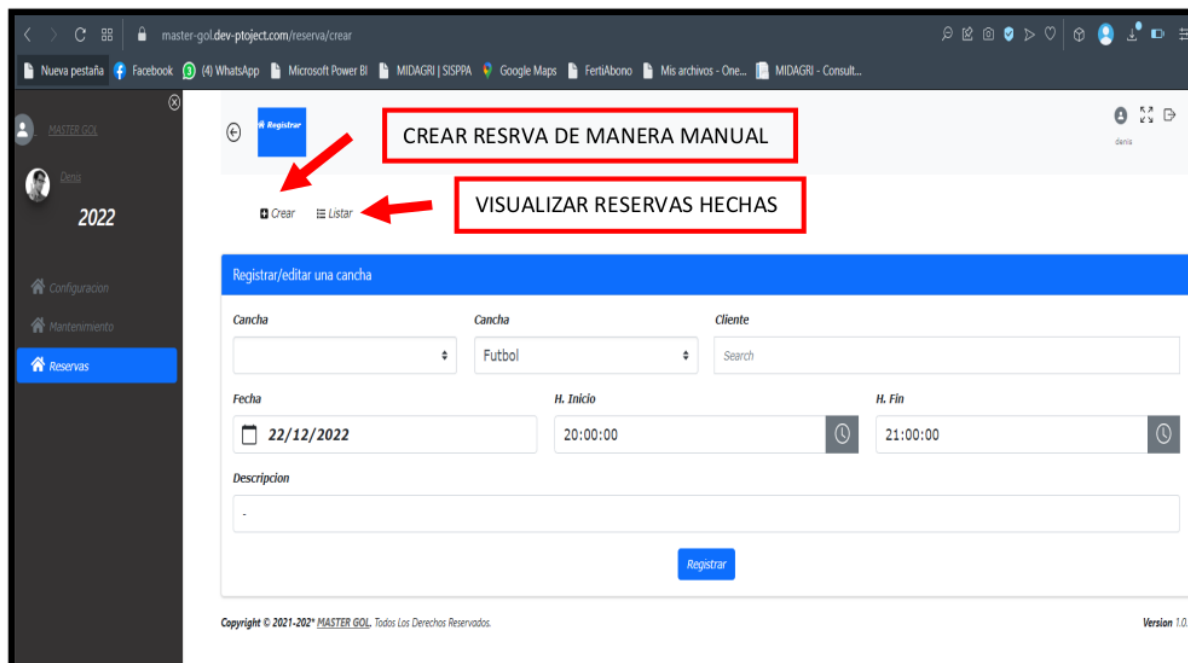 master-gol.dev-ptoject.com/reserva/crear
Nueva pestaña Facebook (4) WhatsApp Microsoft Power BI MIDAGRI | SISPPA Google Maps FertiAbono Mis archivos - One... MIDAGRI - Consult...
MASTER GOL
Registrar
CREAR RESRVA DE MANERA MANUAL
denis
Denis
2022
Crear Listar
VISUALIZAR RESERVAS HECHAS
Configuracion
Mantenimiento
Reservas
Registrar/editar una cancha
Cancha Cancha Cliente
Futbol Search
Fecha H. Inicio H. Fin
22/12/2022 20:00:00 21:00:00
Descripcion
-
Registrar
Copyright © 2021-202* MASTER GOL. Todos Los Derechos Reservados. Version 1.0.